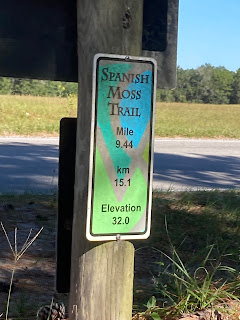 Spanish
Moss
Trail
Mile
9.44
km
15.1
Elevation
32.0